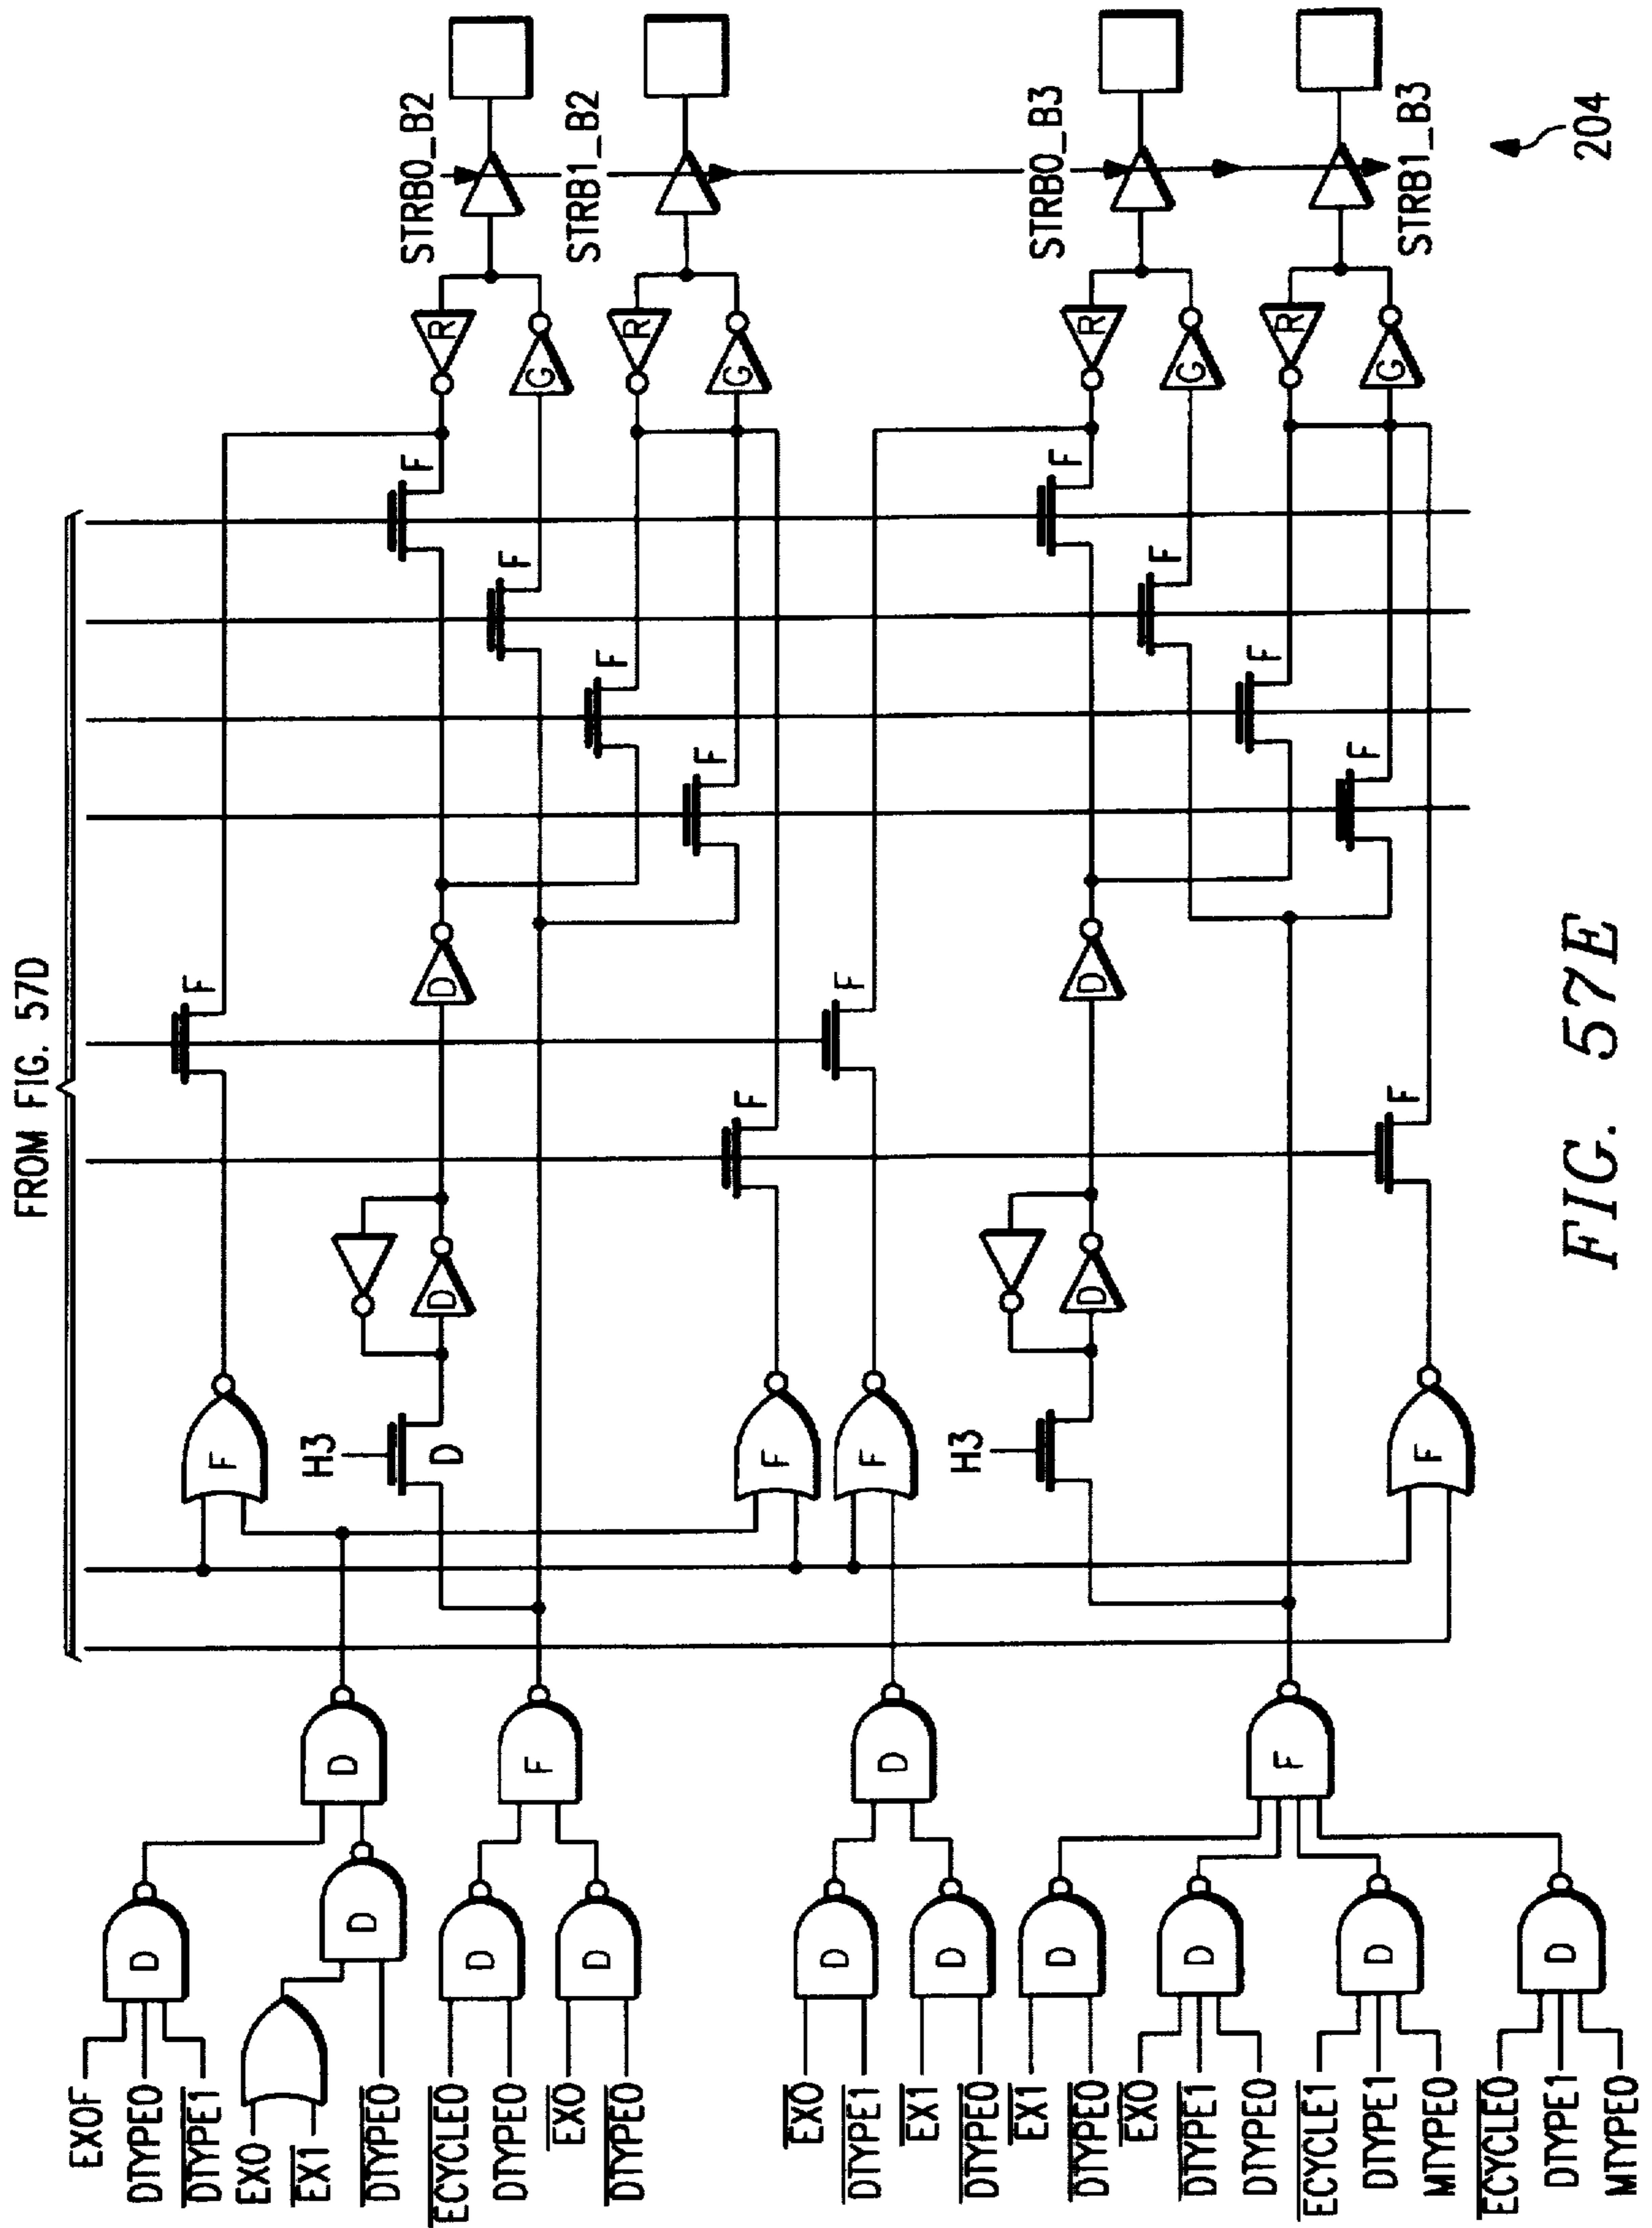 FROM FIG. 57D
F
F
EXOF
DTYPE0
DTYPE1
D
EX0
EX1
DTYPE0
D
D
H3
D
D
D
F
R
STRB0_B2
ECYCLE0
DTYPE0
D
EX0
DTYPE0
D
F
F
G
STRB1_B2
F
R
F
G
F
F
EX0
DTYPE1
D
EX1
DTYPE0
D
D
F
F
H3
D
D
F
R
STRB0_B3
EX1
DTYPE0
D
EX0
DTYPE1
DTYPE0
D
F
G
ECYCLE1
DTYPE1
MTYPE0
D
F
F
R
ECYCLE0
DTYPE1
MTYPE0
D
F
G
F
F
STRB1_B3
204
FIG. 57E